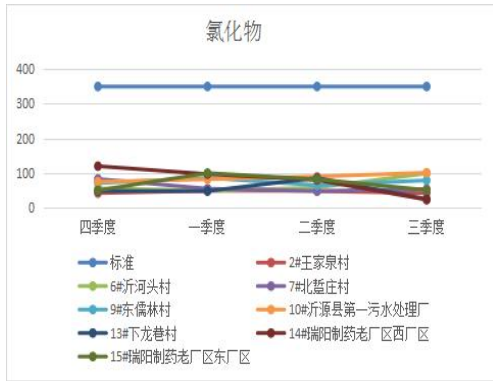 氯化物
400
300
200
100
0
四季度 一季度 二季度 三季度
标准 2#王家泉村
6#沂河头村 7#北踅庄村
9#东儒林村 10#沂源县第一污水处理厂
13#下龙巷村 14#瑞阳制药老厂区西厂区
15#瑞阳制药老厂区东厂区